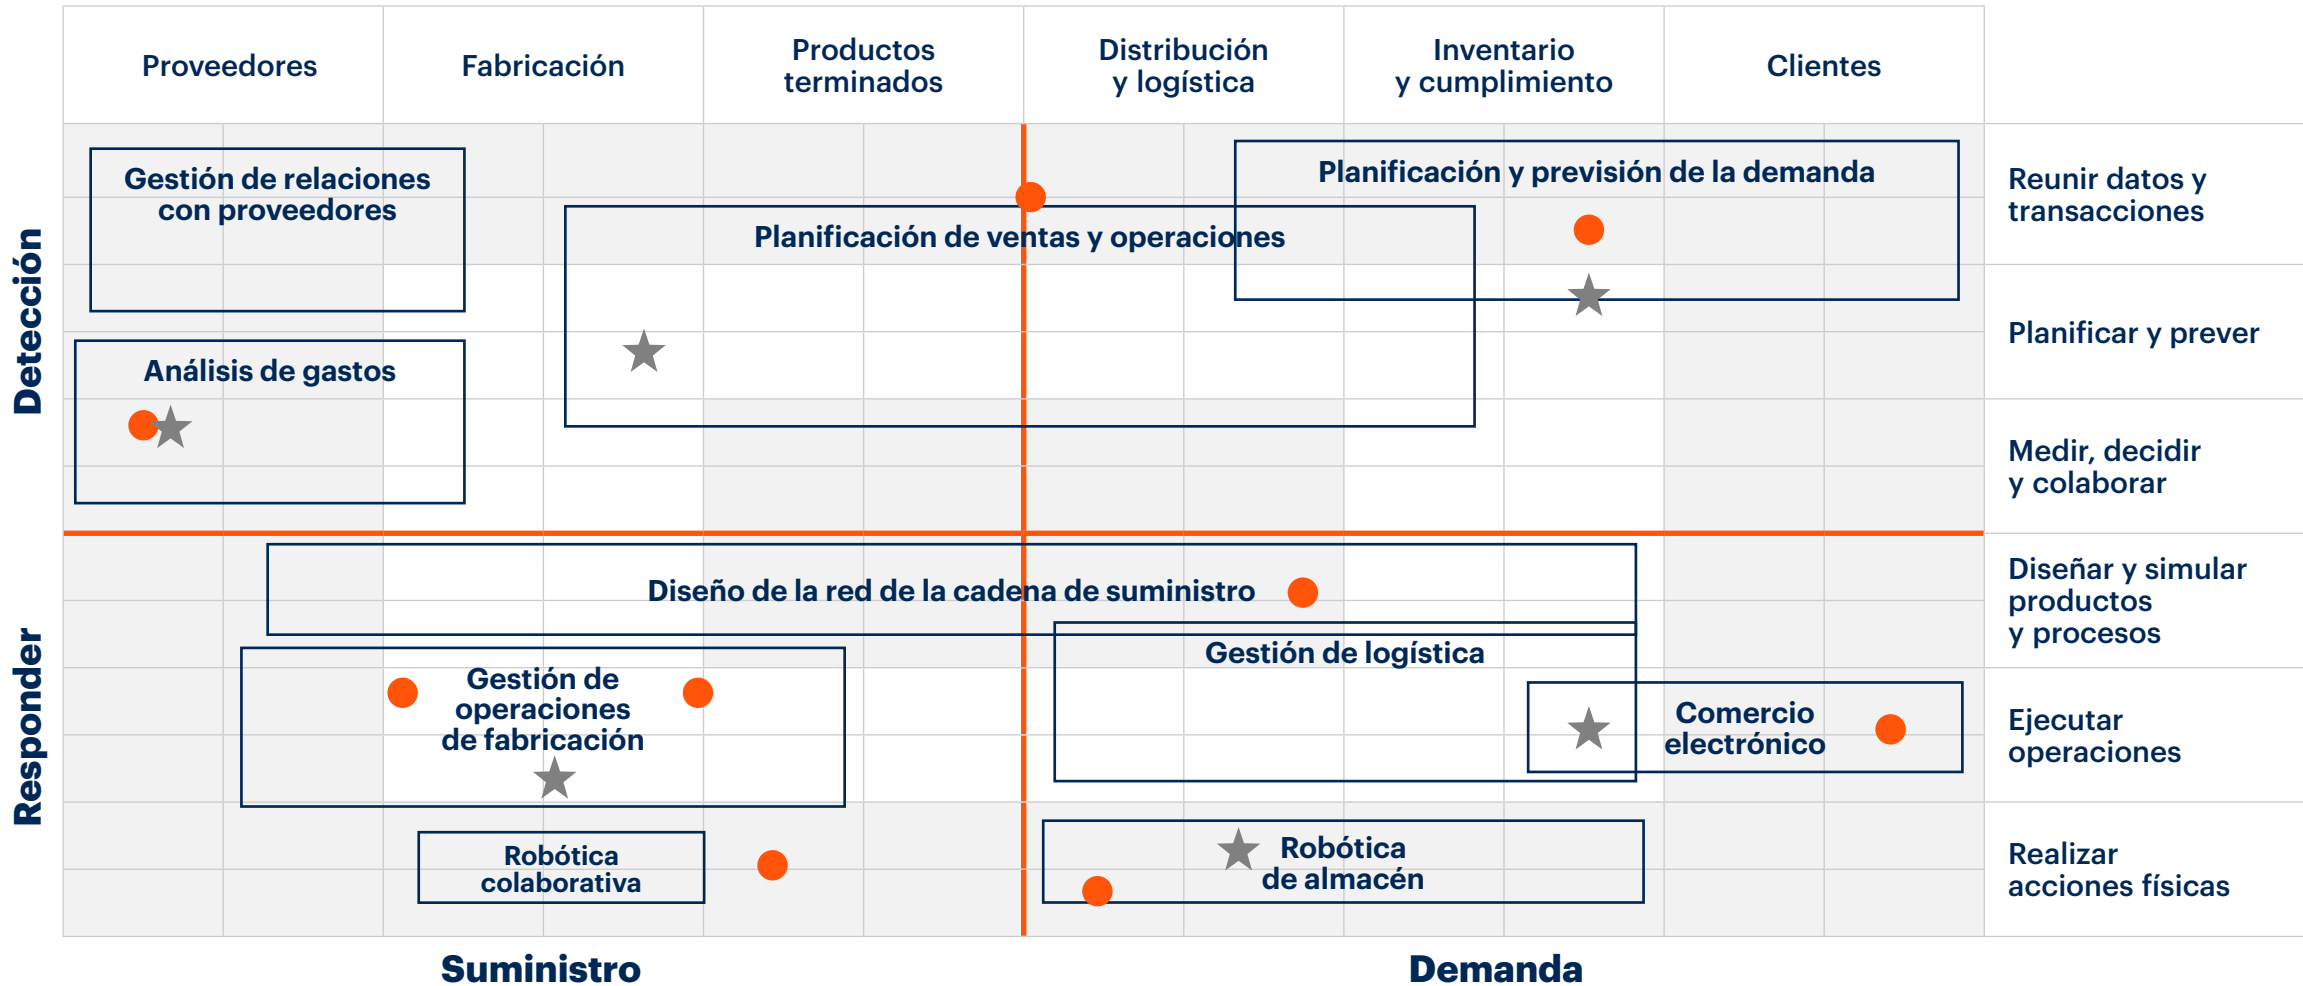 Proveedores
Fabricación
Productos
terminados
Distribución
y logística
Inventario
y cumplimiento
Clientes
Detección
Gestión de relaciones
con proveedores
Planificación y previsión de la demanda
Planificación de ventas y operaciones
Análisis de gastos
Reunir datos y
transacciones
Planificar y prever
Medir, decidir
y colaborar
Responder
Diseño de la red de la cadena de suministro
Gestión de logística
Gestión de
operaciones
de fabricación
Comercio
electrónico
Robótica
colaborativa
Robótica
de almacén
Diseñar y simular
productos
y procesos
Ejecutar
operaciones
Realizar
acciones físicas
Suministro
Demanda